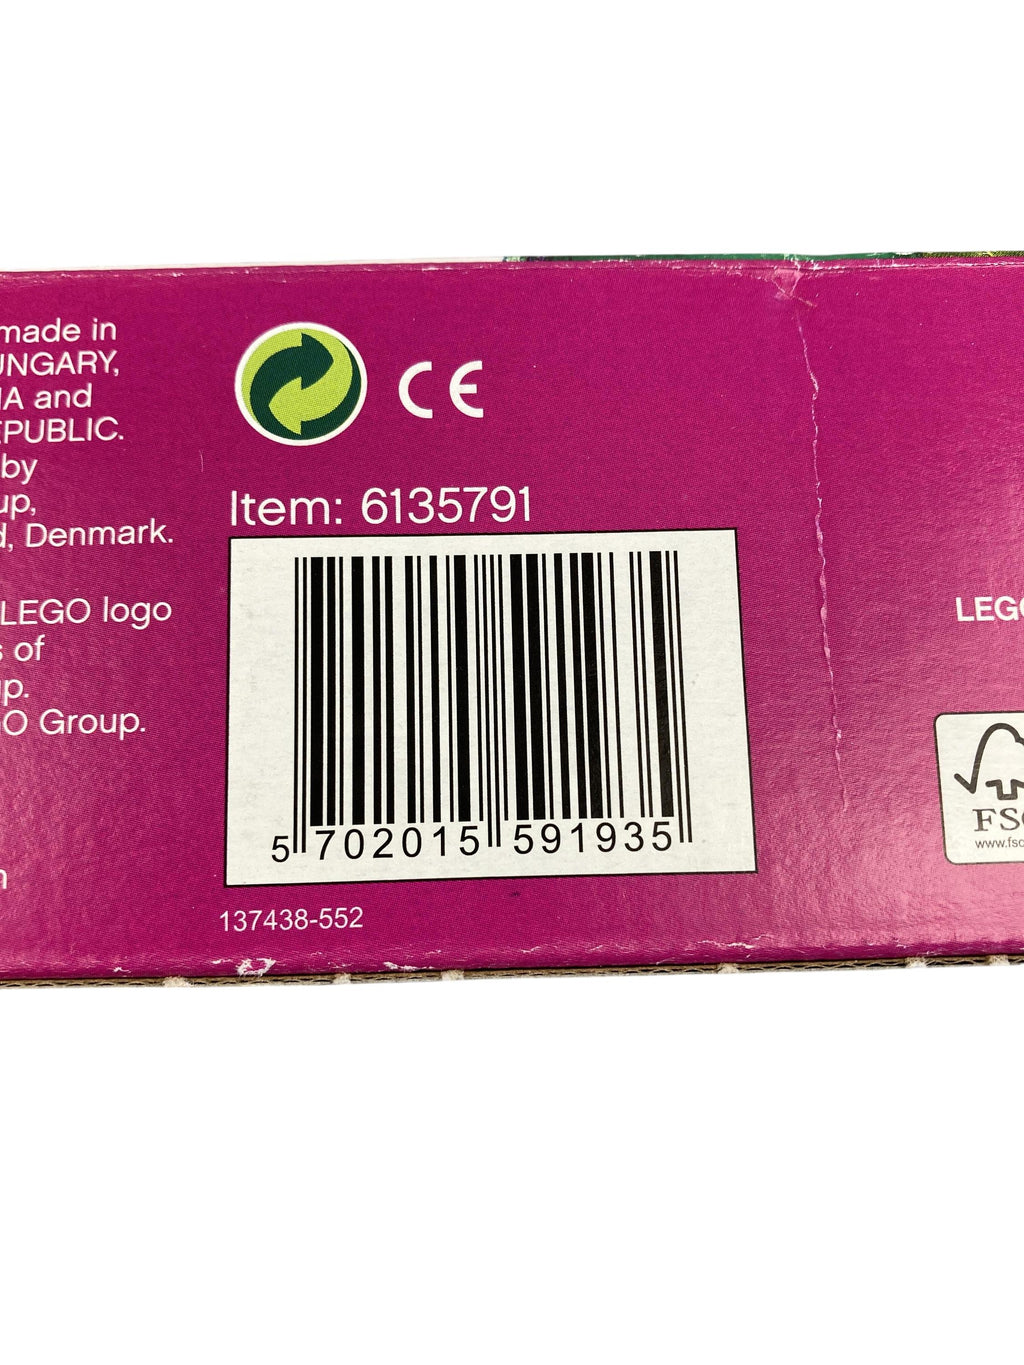 made in
UNGARY,
IA and
EPUBLIC.
by
up,
d, Denmark.
LEGO logo
s of
up.
GO Group.
n
CE
Item: 6135791
5 702015 591935
137438-552
LEGO
FSC
www.fsc